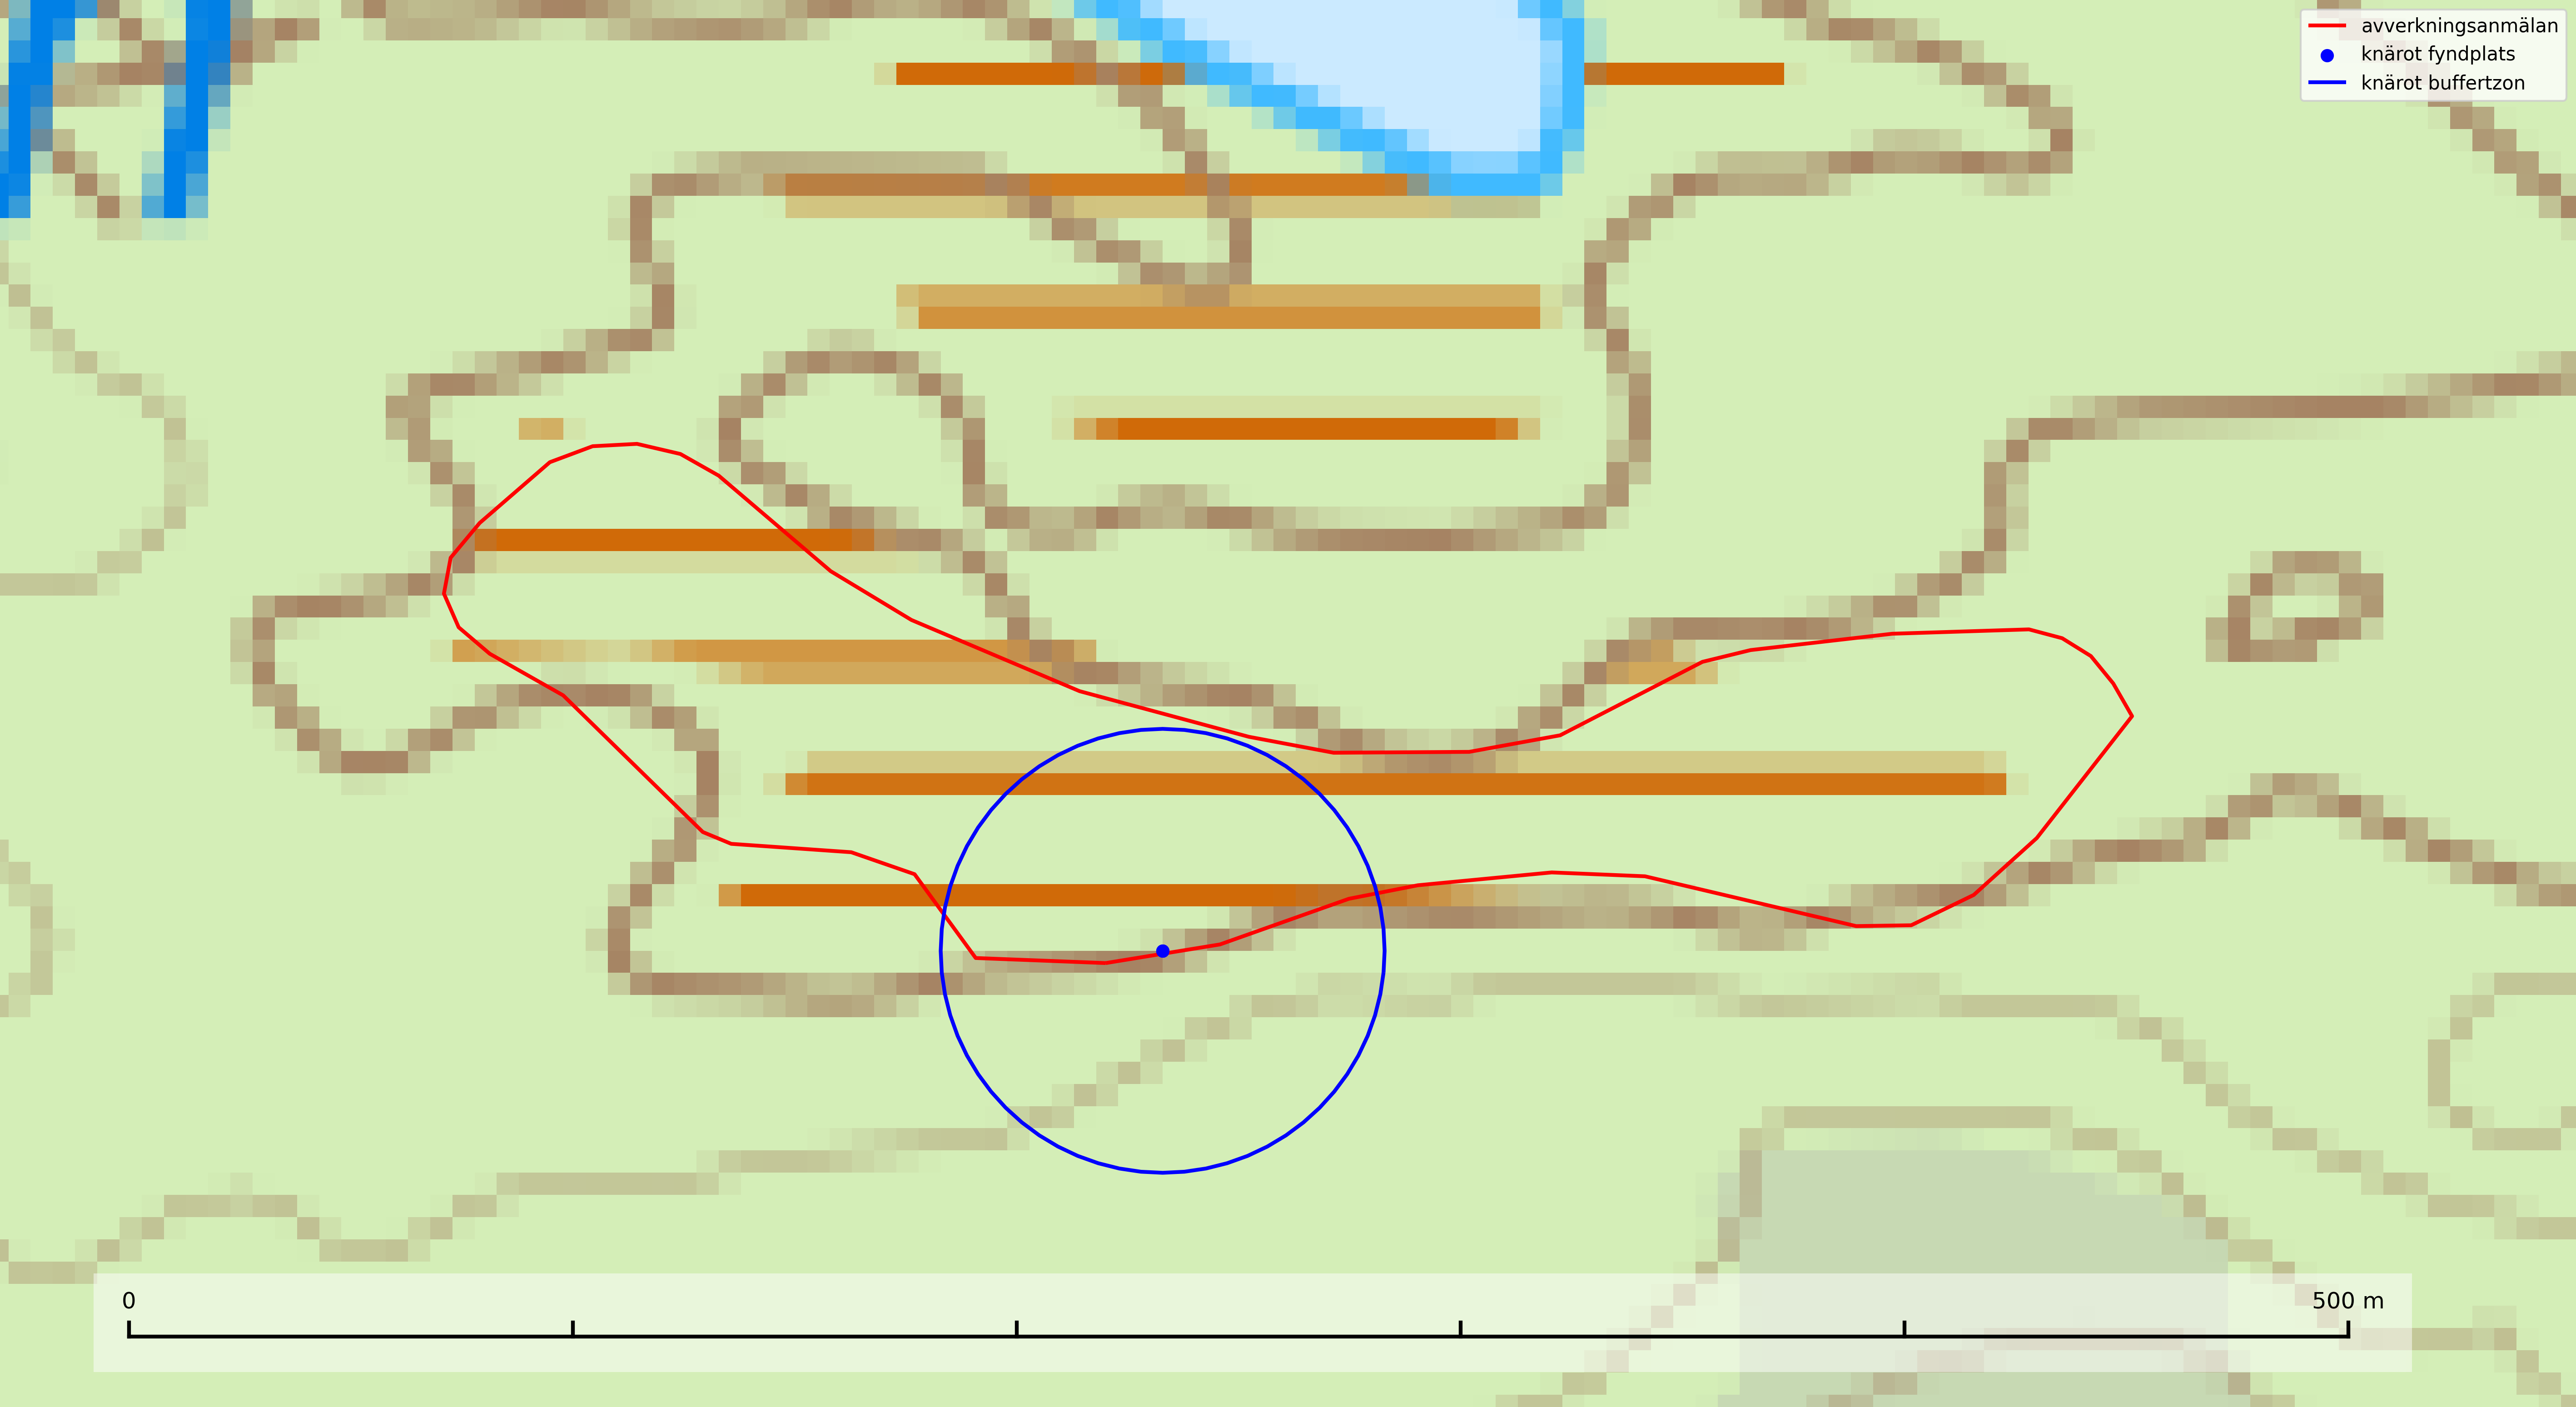 avverkningsanmälan
knärot fyndplats
knärot buffertzon
0
500 m